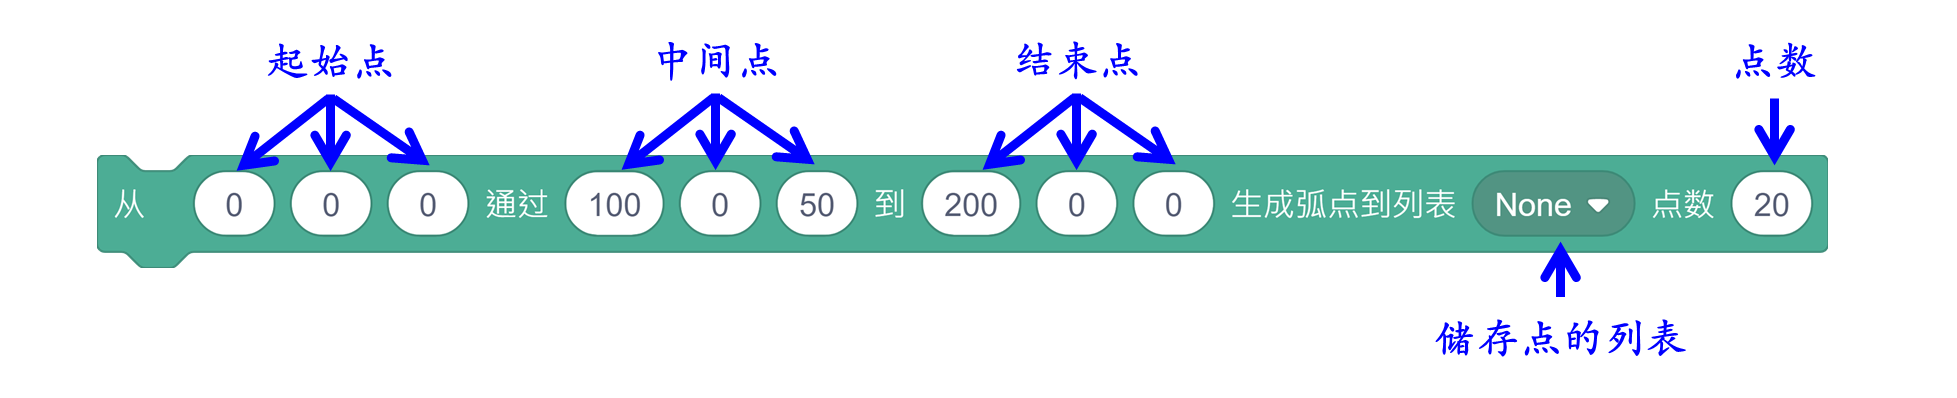 起始点 中间点 结束点 点数
从 0 0 0 通过 100 0 50 到 200 0 0 生成弧点到列表 None 点数 20
储存点的列表